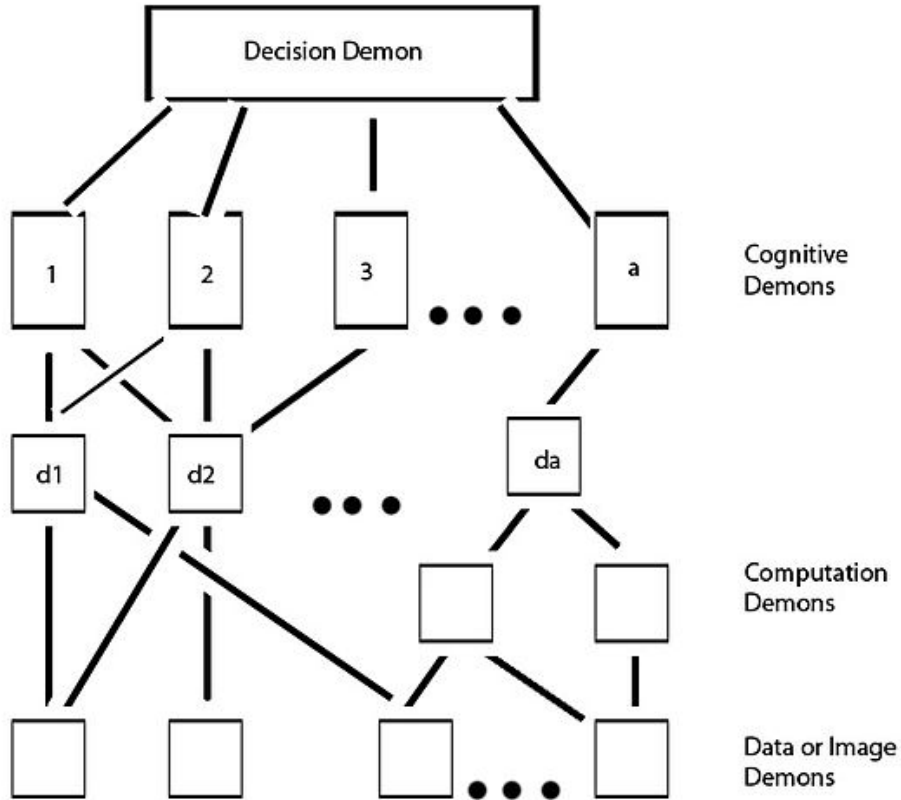 Decision Demon
1
2
3
a
Cognitive
Demons
d1
d2
da
Computation
Demons
Data or Image
Demons